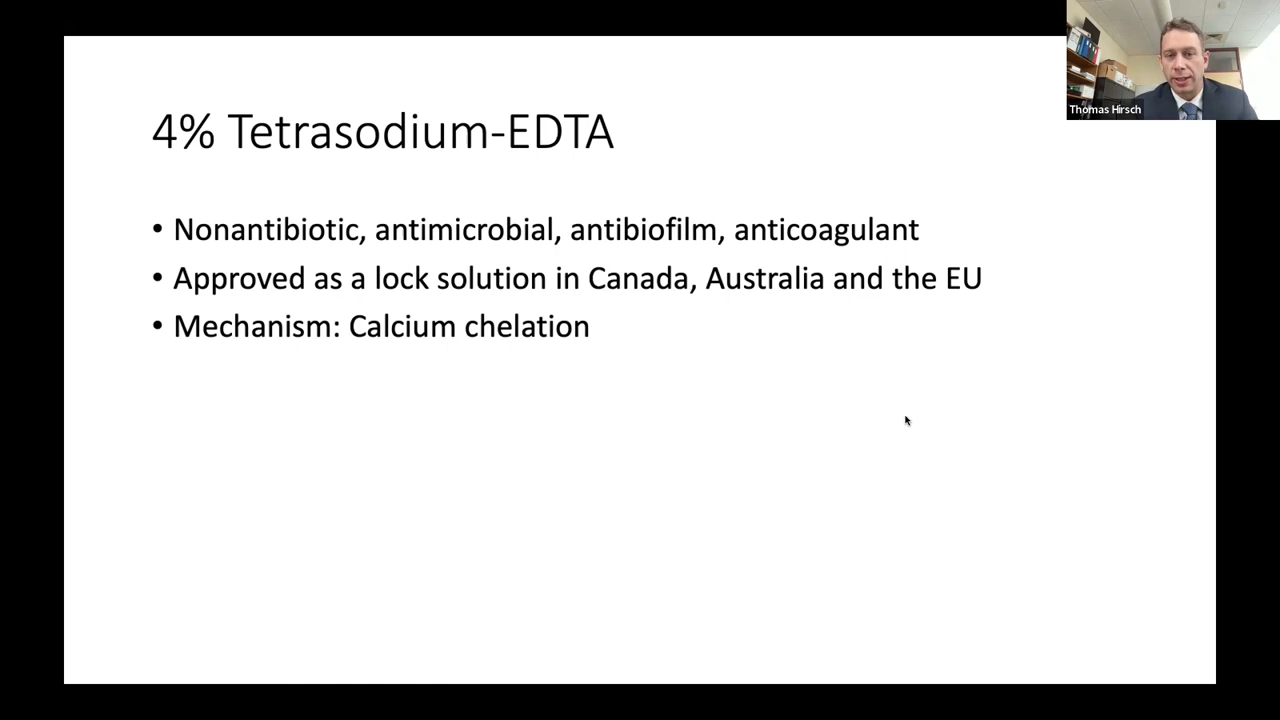 Thomas Hirsch
4% Tetrasodium-EDTA
• Nonantibiotic, antimicrobial, antibiofilm, anticoagulant
• Approved as a lock solution in Canada, Australia and the EU
• Mechanism: Calcium chelation